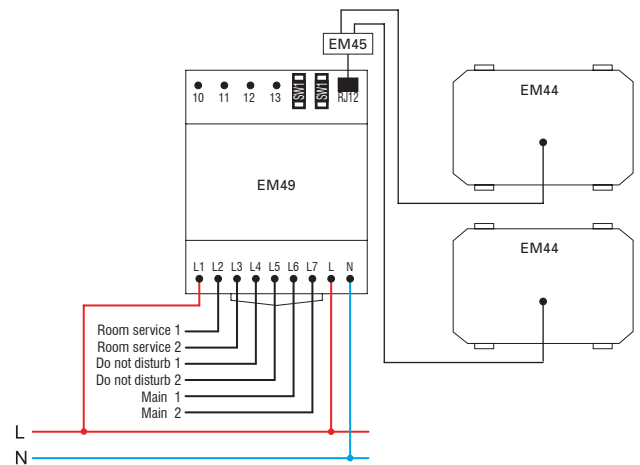 EM45
EM44
10 11 12 13 SW1 SW1 RJ12
EM49
EM44
L1 L2 L3 L4 L5 L6 L7 L N
Room service 1
Room service 2
Do not disturb 1
Do not disturb 2
Main 1
Main 2
L
N